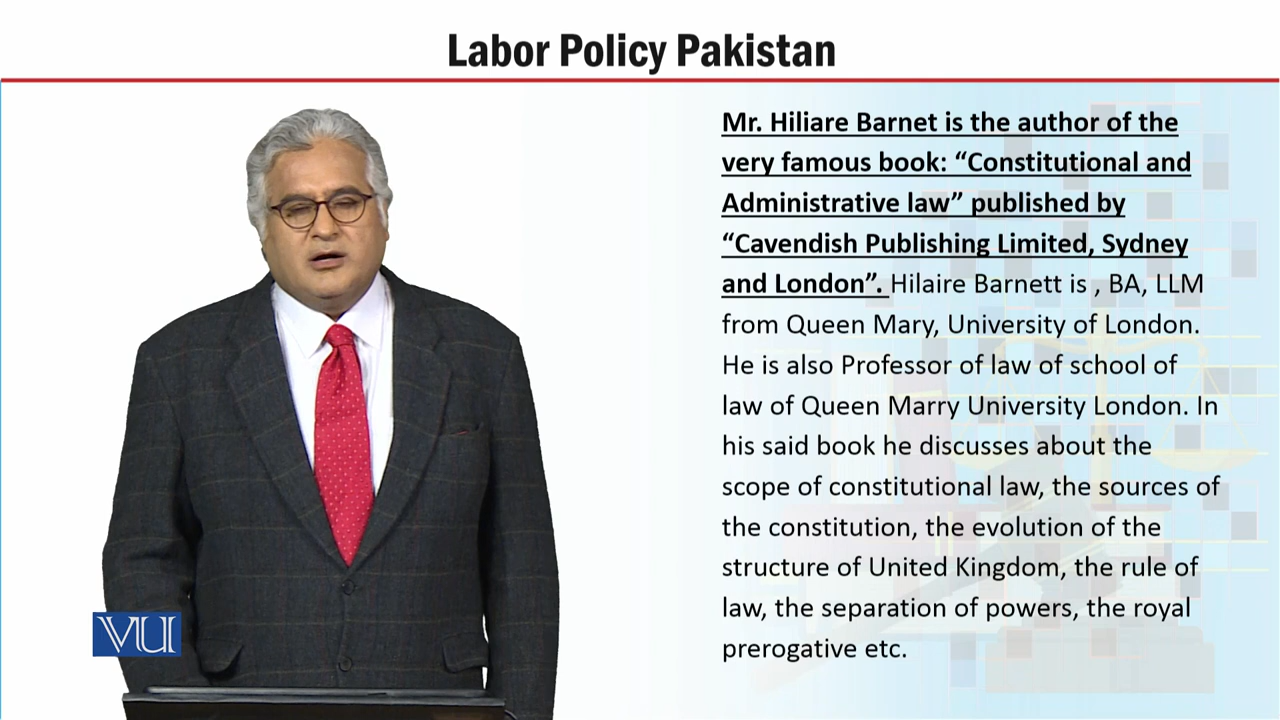 Labor Policy Pakistan
Mr. Hiliare Barnet is the author of the
very famous book: “Constitutional and
Administrative law” published by
“Cavendish Publishing Limited, Sydney
and London”. Hilaire Barnett is , BA, LLM
from Queen Mary, University of London.
He is also Professor of law of school of
law of Queen Marry University London. In
his said book he discusses about the
scope of constitutional law, the sources of
the constitution, the evolution of the
structure of United Kingdom, the rule of
law, the separation of powers, the royal
prerogative etc.
VU